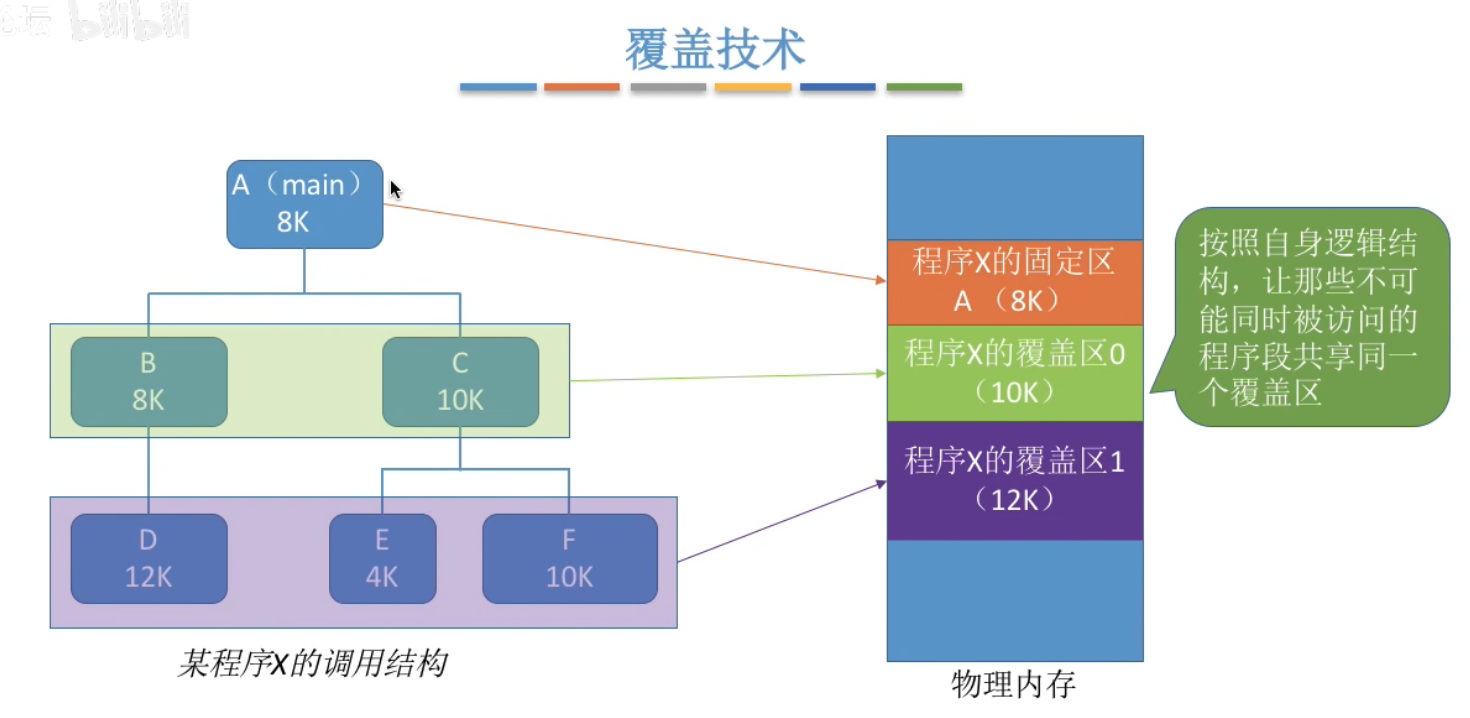 坛 bilibili
覆盖技术
A（main）
8K
B
8K
C
10K
D
12K
E
4K
F
10K
某程序X的调用结构
程序X的固定区
A （8K）
程序X的覆盖区0
（10K）
程序X的覆盖区1
（12K）
物理内存
按照自身逻辑结
构，让那些不可
能同时被访问的
程序段共享同一
个覆盖区